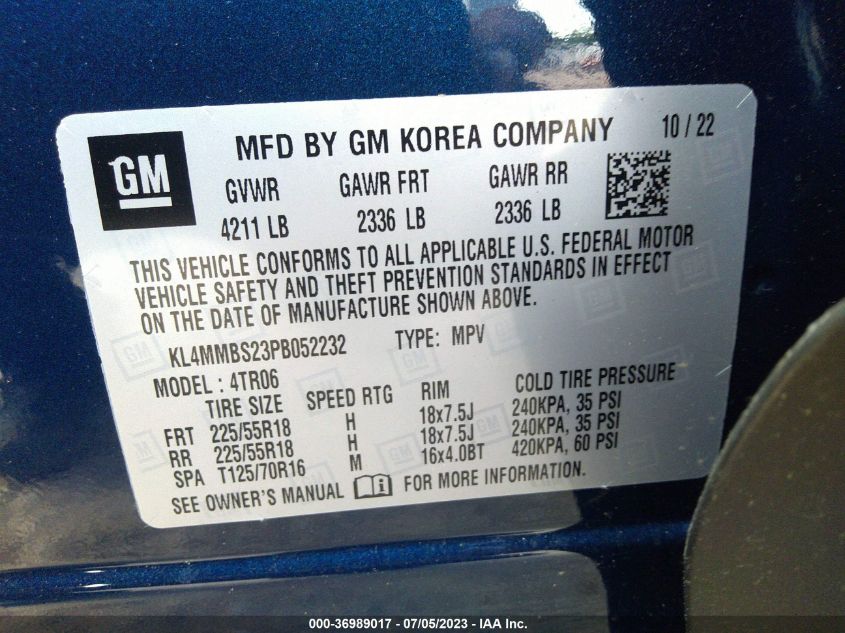 GM
MFD BY GM KOREA COMPANY 10 / 22
GVWR GAWR FRT GAWR RR
4211 LB 2336 LB 2336 LB
THIS VEHICLE CONFORMS TO ALL APPLICABLE U.S. FEDERAL MOTOR
VEHICLE SAFETY AND THEFT PREVENTION STANDARDS IN EFFECT
ON THE DATE OF MANUFACTURE SHOWN ABOVE.
KL4MMBS23PB052232 TYPE: MPV
MODEL : 4TR06
TIRE SIZE SPEED RTG RIM COLD TIRE PRESSURE
FRT 225/55R18 H 18x7.5J 240KPA, 35 PSI
RR 225/55R18 H 18x7.5J 240KPA, 35 PSI
SPA T125/70R16 M 16x4.0BT 420KPA, 60 PSI
SEE OWNER'S MANUAL FOR MORE INFORMATION.
000-36989017 - 07/05/2023 - IAA Inc.